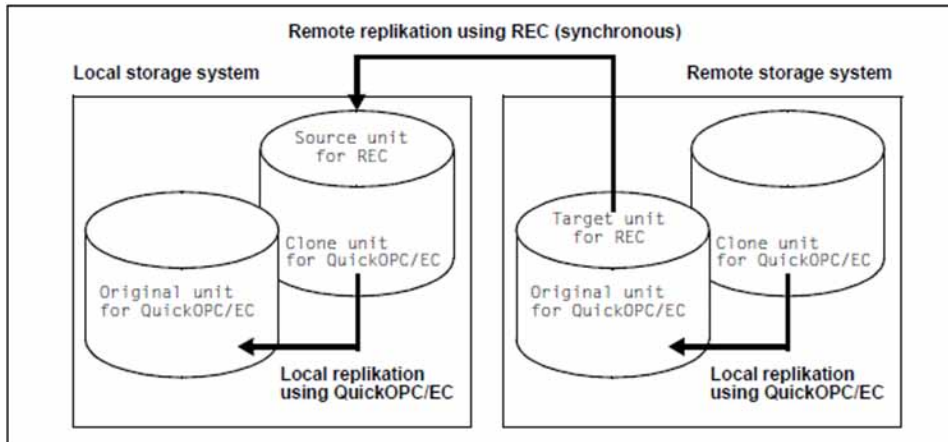 Remote replikation using REC (synchronous)
Local storage system
Remote storage system
Source unit
for REC
Clone unit
for QuickOPC/EC
Original unit
for QuickOPC/EC
Local replikation
using QuickOPC/EC
Target unit
for REC
Original unit
for QuickOPC/EC
Clone unit
for QuickOPC/EC
Local replikation
using QuickOPC/EC